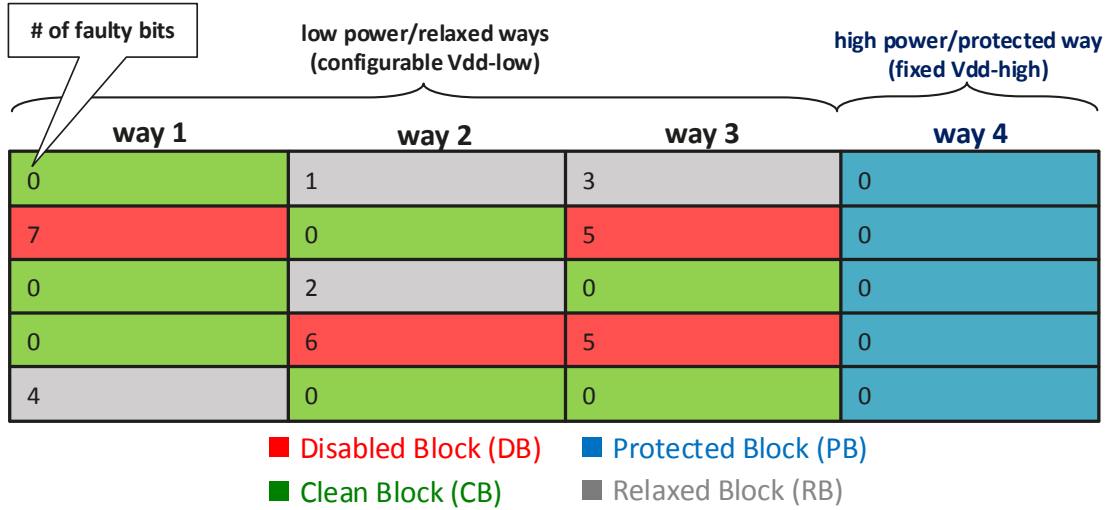 # of faulty bits
low power/relaxed ways
(configurable Vdd-low)
high power/protected way
(fixed Vdd-high)
way 1 way 2 way 3 way 4
0 1 3 0
7 0 5 0
0 2 0 0
0 6 5 0
4 0 0 0
Disabled Block (DB) Protected Block (PB)
Clean Block (CB) Relaxed Block (RB)